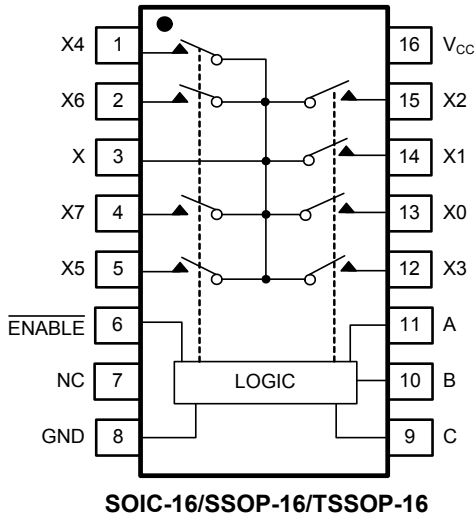 X4 1 16 VCC
X6 2 15 X2
X 3 14 X1
X7 4 13 X0
X5 5 12 X3
ENABLE 6 11 A
NC 7 LOGIC 10 B
GND 8 9 C
SOIC-16/SSOP-16/TSSOP-16